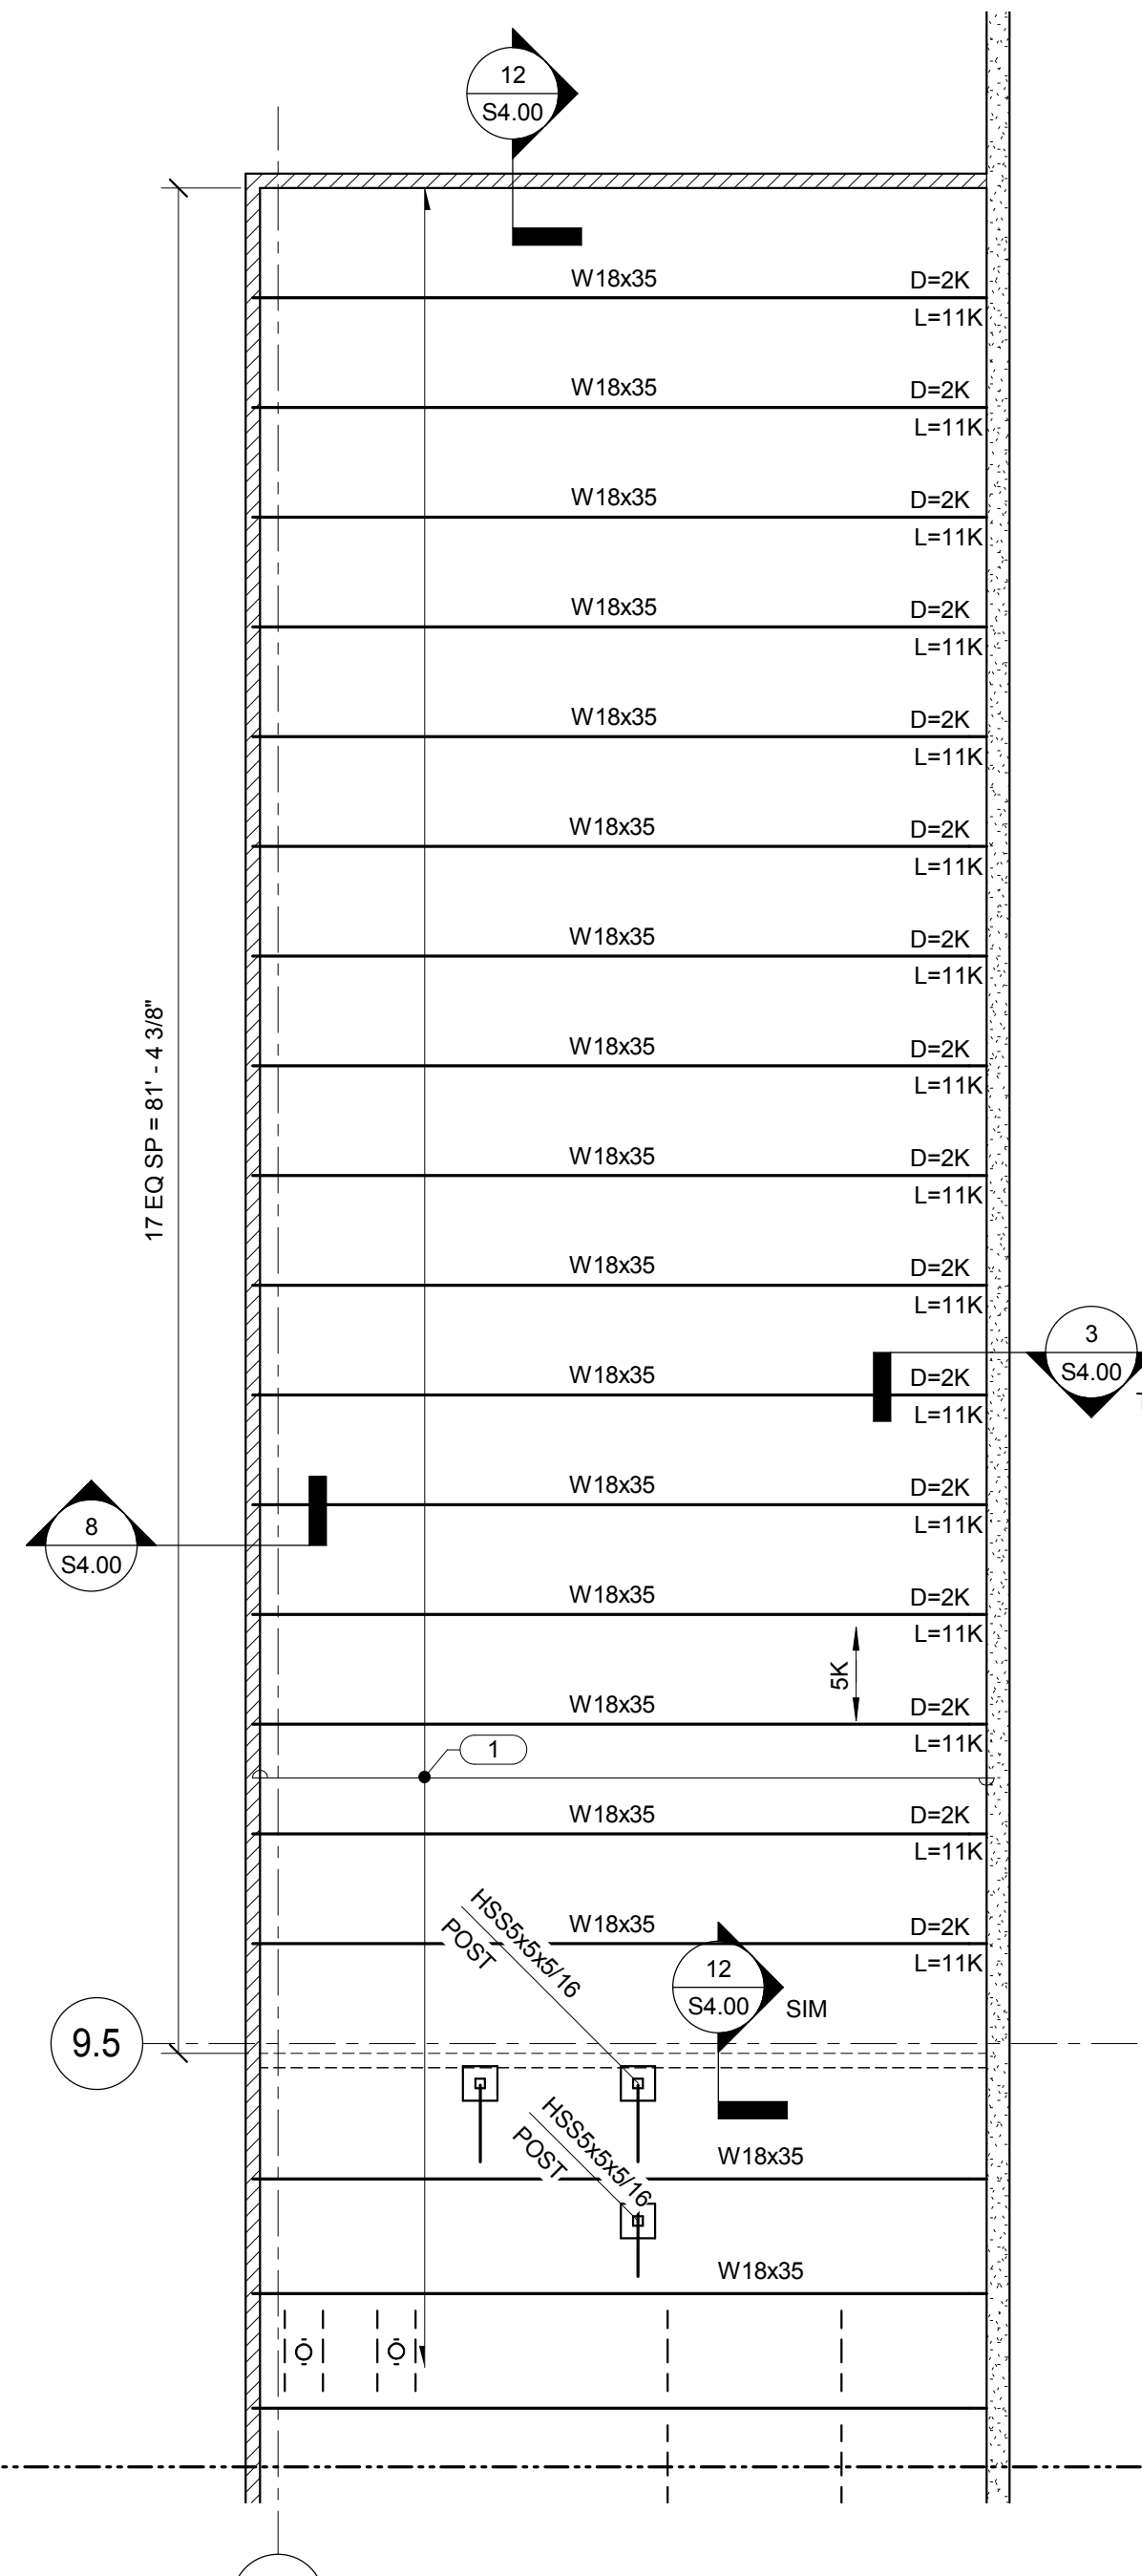 12
S4.00
W18x35 D=2K
L=11K
W18x35 D=2K
L=11K
W18x35 D=2K
L=11K
W18x35 D=2K
L=11K
W18x35 D=2K
L=11K
W18x35 D=2K
L=11K
W18x35 D=2K
L=11K
17 EQ SP = 81' - 4 3/8"
W18x35 D=2K
L=11K
W18x35 D=2K
L=11K
W18x35 D=2K
L=11K
3
S4.00
W18x35 D=2K
L=11K
W18x35 D=2K
L=11K
8
S4.00
W18x35 D=2K
L=11K
5K
W18x35 D=2K
L=11K
1
W18x35 D=2K
L=11K
HSS5x5x5/16
POST
W18x35 D=2K
L=11K
12
S4.00
SIM
9.5
HSS5x5x5/16
POST
W18x35
W18x35